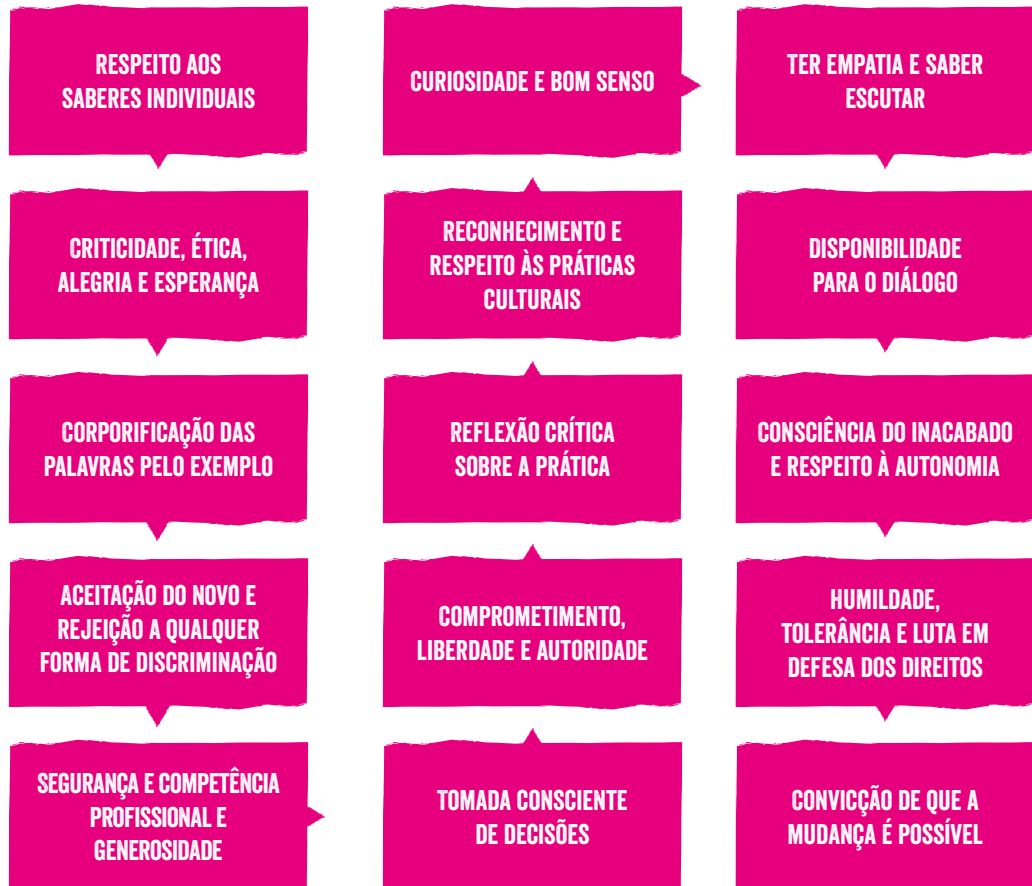 RESPEITO AOS
SABERES INDIVIDUAIS
CRITICIDADE, ÉTICA,
ALEGRIA E ESPERANÇA
CORPORIFICAÇÃO DAS
PALAVRAS PELO EXEMPLO
ACEITAÇÃO DO NOVO E
REJEIÇÃO A QUALQUER
FORMA DE DISCRIMINAÇÃO
SEGURANÇA E COMPETÊNCIA
PROFISSIONAL E
GENEROSIDADE
TOMADA CONSCIENTE
DE DECISÕES
COMPROMETIMENTO,
LIBERDADE E AUTORIDADE
REFLEXÃO CRÍTICA
SOBRE A PRÁTICA
RECONHECIMENTO E
RESPEITO ÀS PRÁTICAS
CULTURAIS
CURIOSIDADE E BOM SENSO
TER EMPATIA E SABER
ESCUTAR
DISPONIBILIDADE
PARA O DIÁLOGO
CONSCIÊNCIA DO INACABADO
E RESPEITO À AUTONOMIA
HUMILDADE,
TOLERÂNCIA E LUTA EM
DEFESA DOS DIREITOS
CONVICÇÃO DE QUE A
MUDANÇA É POSSÍVEL